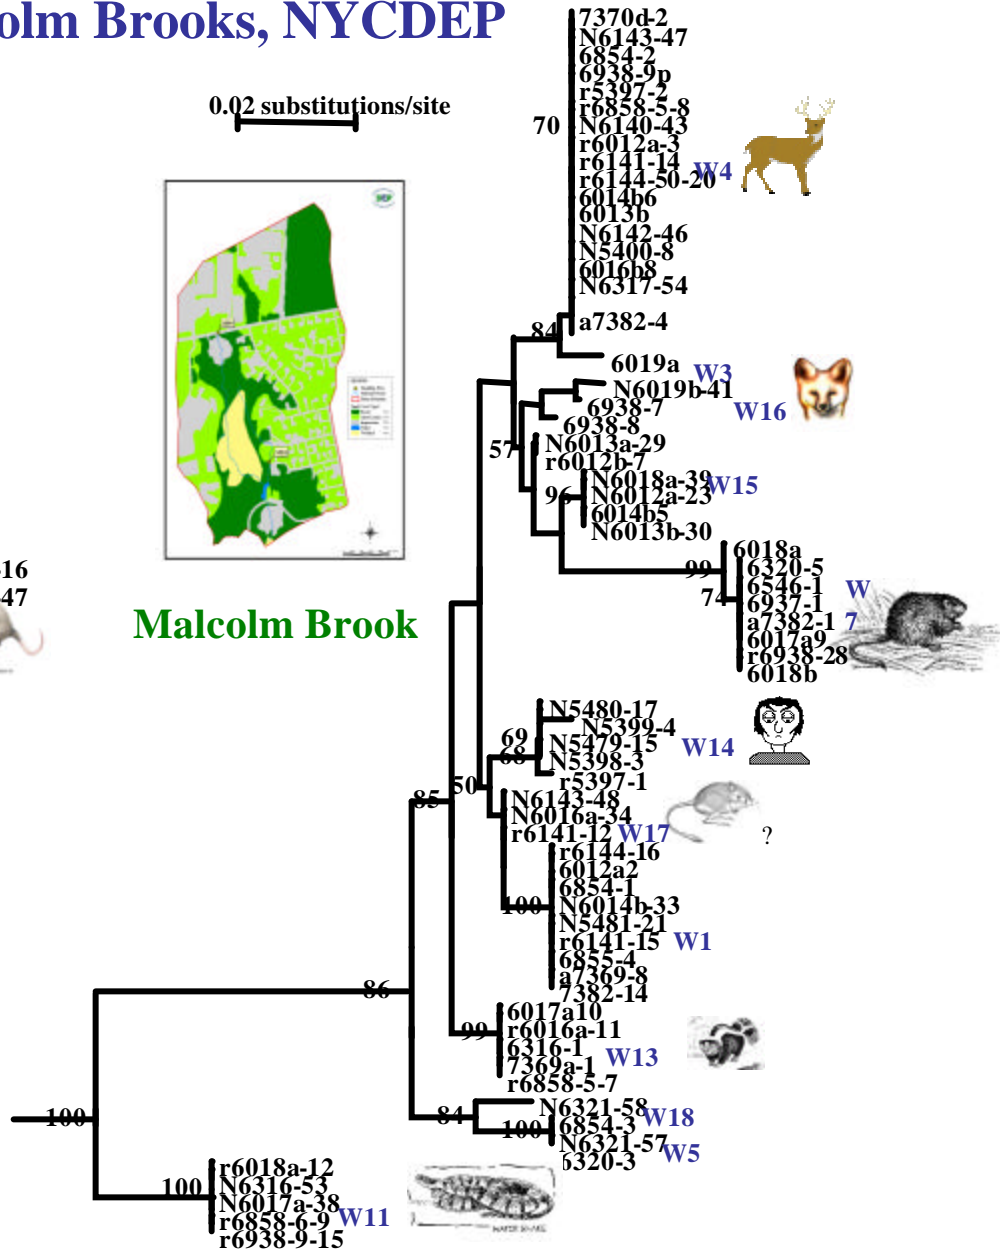 olm Brooks, NYCDEP
0.02 substitutions/site
7370d-2
N6143-47
6854-2
6938-9p
r5397-2
r6858-5-8
70
N6140-43
r6012a-3
r6141-14
W4
r6144-50-20
6014b6
6013b
N6142-46
N5400-8
6016b8
N6317-54
a7382-4
84
6019a
W3
N6019b-41
6938-7
W16
6938-8
57
N6013a-29
r6012b-7
N6018a-39
W15
96
N6012a-23
6014b5
N6013b-30
6018a
99
6320-5
6546-1
W
74
6937-1
a7382-1
7
6017a9
r6938-28
6018b
16
47
Malcolm Brook
N5480-17
N5399-4
69
N5479-15
W14
68
N5398-3
r5397-1
50
85
N6143-48
N6016a-34
r6141-12
W17
?
r6144-16
6012a2
6854-1
100
N6014b-33
N5481-21
r6141-15
W1
6855-4
a7369-8
7382-14
86
6017a10
99
r6016a-11
6316-1
W13
7369a-1
r6858-5-7
N6321-58
84
W18
6854-3
100
N6321-57
W5
6320-3
100
100
r6018a-12
N6316-53
N6017a-38
r6858-6-9
W11
r6938-9-15
WATER SNAKE